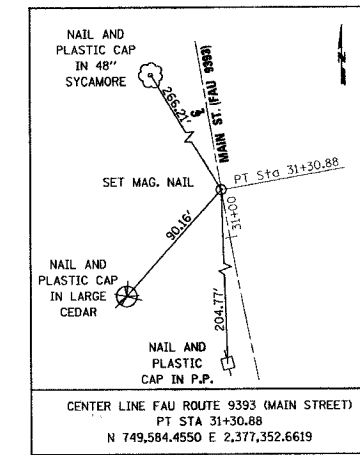 NAIL AND
PLASTIC CAP
IN 48"
SYCAMORE
266.21'
MAIN ST. (FAU 9393)
SET MAG. NAIL
PT Sta 31+30.88
31+00
90.16'
NAIL AND
PLASTIC CAP
IN LARGE
CEDAR
204.77'
NAIL AND
PLASTIC
CAP IN P.P.
CENTER LINE FAU ROUTE 9393 (MAIN STREET)
PT STA 31+30.88
N 749,584.4550 E 2,377,352.6619